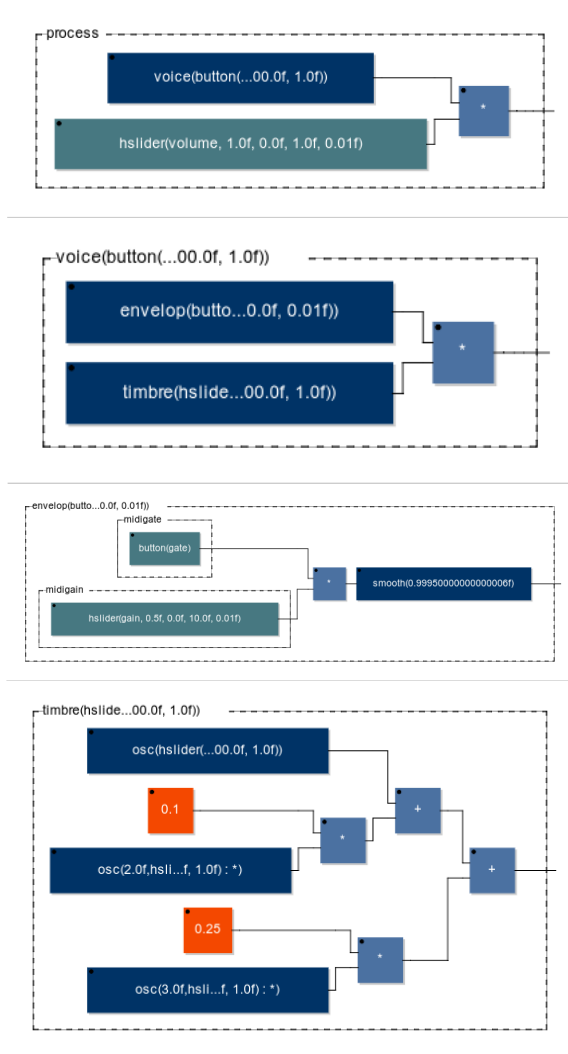 process
voice(button(...00.0f, 1.0f))
*
hslider(volume, 1.0f, 0.0f, 1.0f, 0.01f)
voice(button(...00.0f, 1.0f))
envelop(butto...0.0f, 0.01f))
*
timbre(hslide...00.0f, 1.0f))
envelop(butto...0.0f, 0.01f))
midigate
button(gate)
*
smooth(0.99950000000000006f)
midigain
hslider(gain, 0.5f, 0.0f, 10.0f, 0.01f)
timbre(hslide...00.0f, 1.0f))
osc(hslider(...00.0f, 1.0f))
0.1
+
*
osc(2.0f,hsli...f, 1.0f) : *)
+
0.25
*
osc(3.0f,hsli...f, 1.0f) : *)